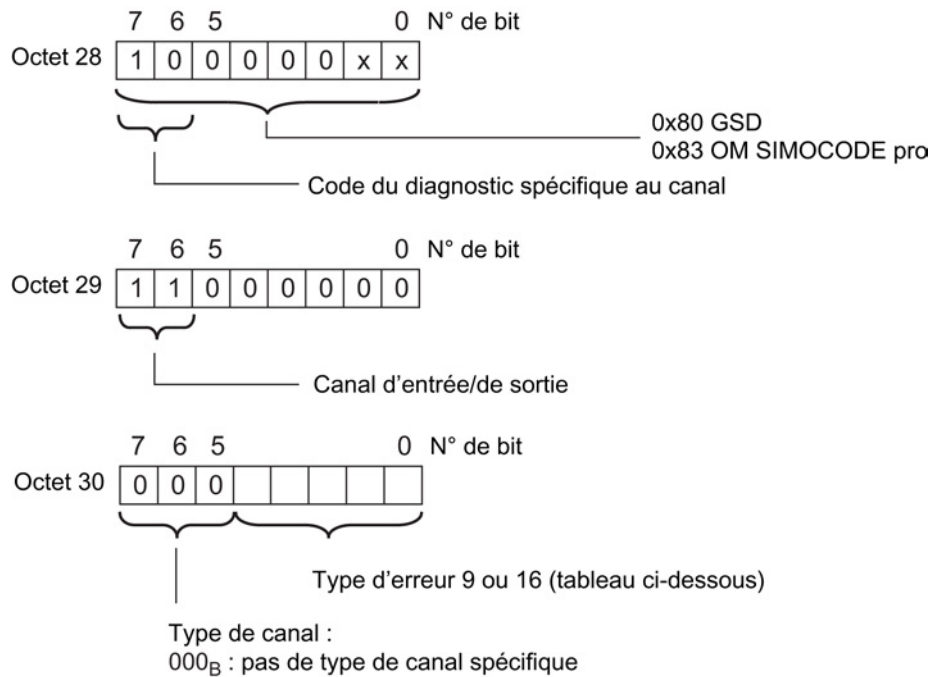 7 6 5 0 N° de bit
Octet 28 1 0 0 0 0 0 x x
0x80 GSD
0x83 OM SIMOCODE pro
Code du diagnostic spécifique au canal
7 6 5 0 N° de bit
Octet 29 1 1 0 0 0 0 0 0
Canal d'entrée/de sortie
7 6 5 0 N° de bit
Octet 30 0 0 0
Type d'erreur 9 ou 16 (tableau ci-dessous)
Type de canal :
000B : pas de type de canal spécifique